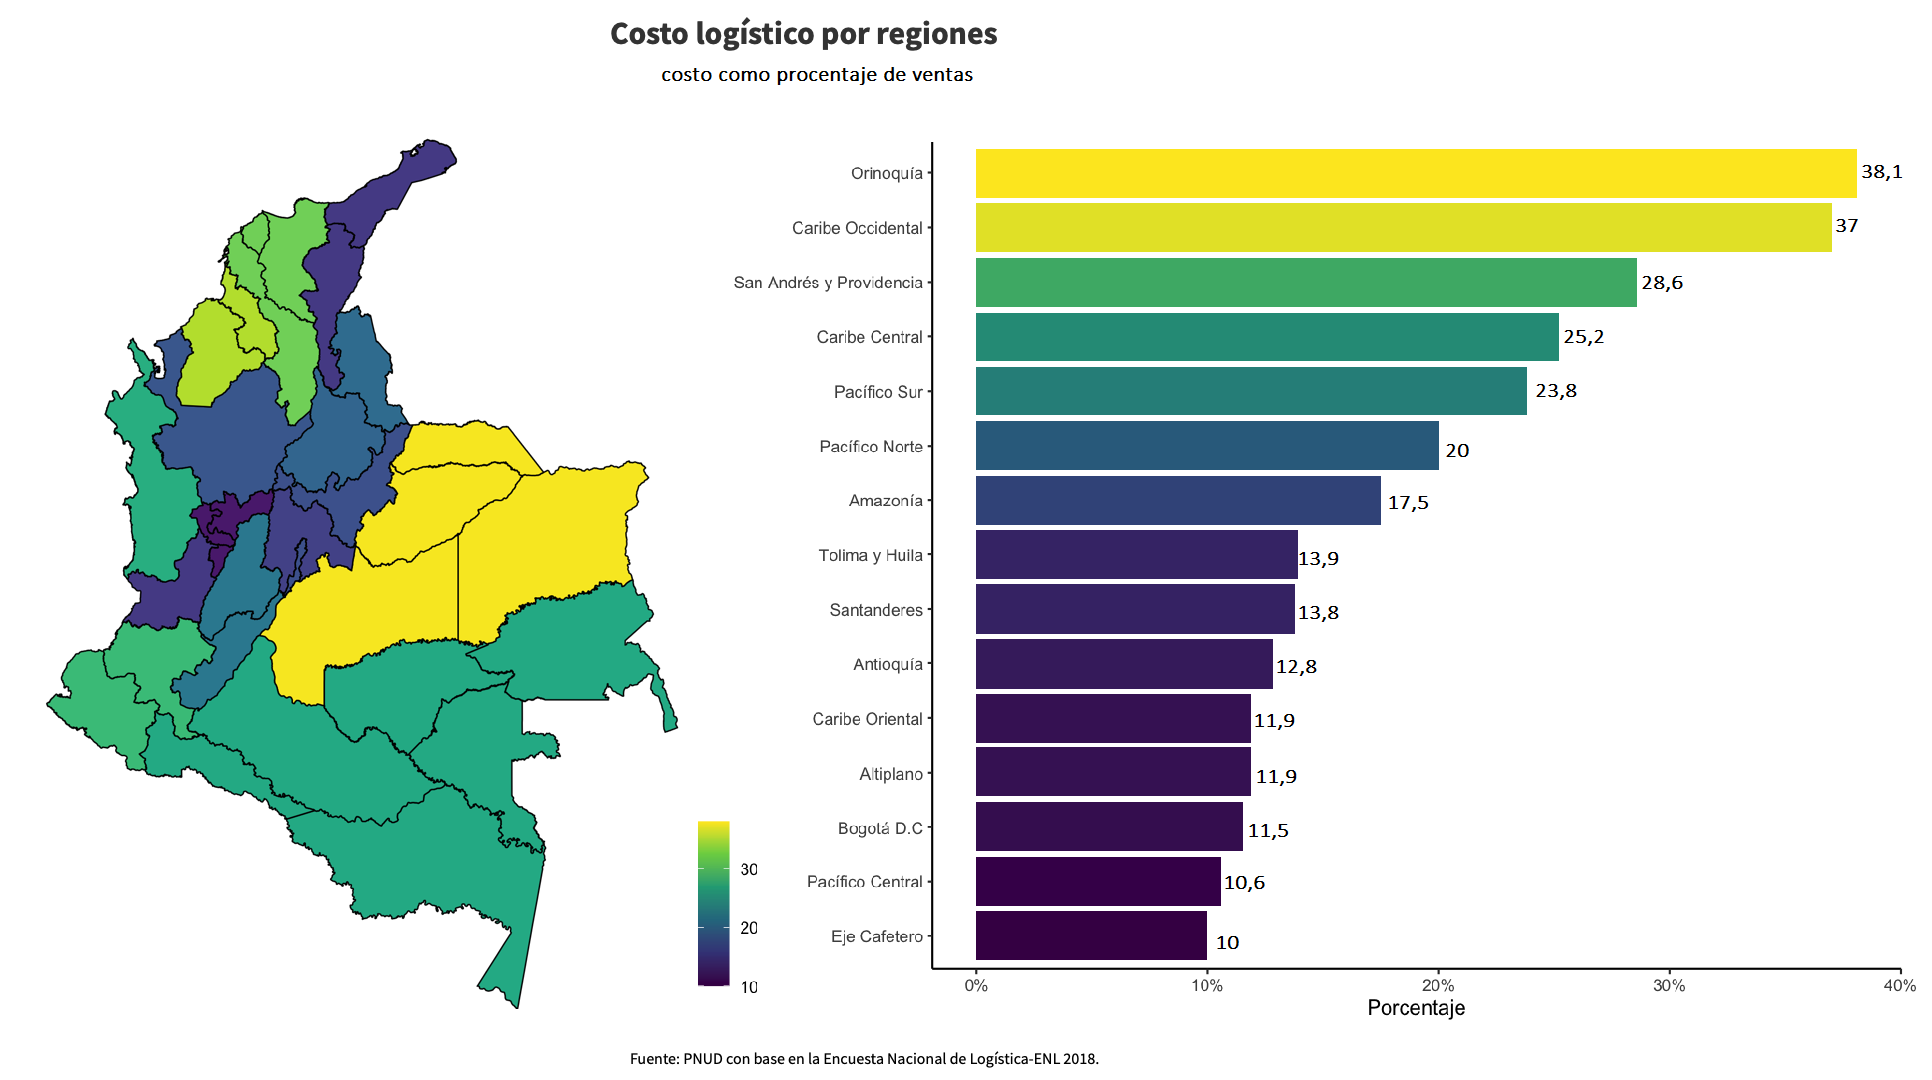 Costo logístico por regiones
costo como procentaje de ventas
Orinoquía 38,1
Caribe Occidental 37
San Andrés y Providencia 28,6
Caribe Central 25,2
Pacífico Sur 23,8
Pacífico Norte 20
Amazonía 17,5
Tolima y Huila 13,9
Santanderes 13,8
Antioquía 12,8
Caribe Oriental 11,9
Altiplano 11,9
Bogotá D.C 11,5
Pacífico Central 10,6
Eje Cafetero 10
30
20
10
0% 10% 20% 30% 40%
Porcentaje
Fuente: PNUD con base en la Encuesta Nacional de Logística-ENL 2018.